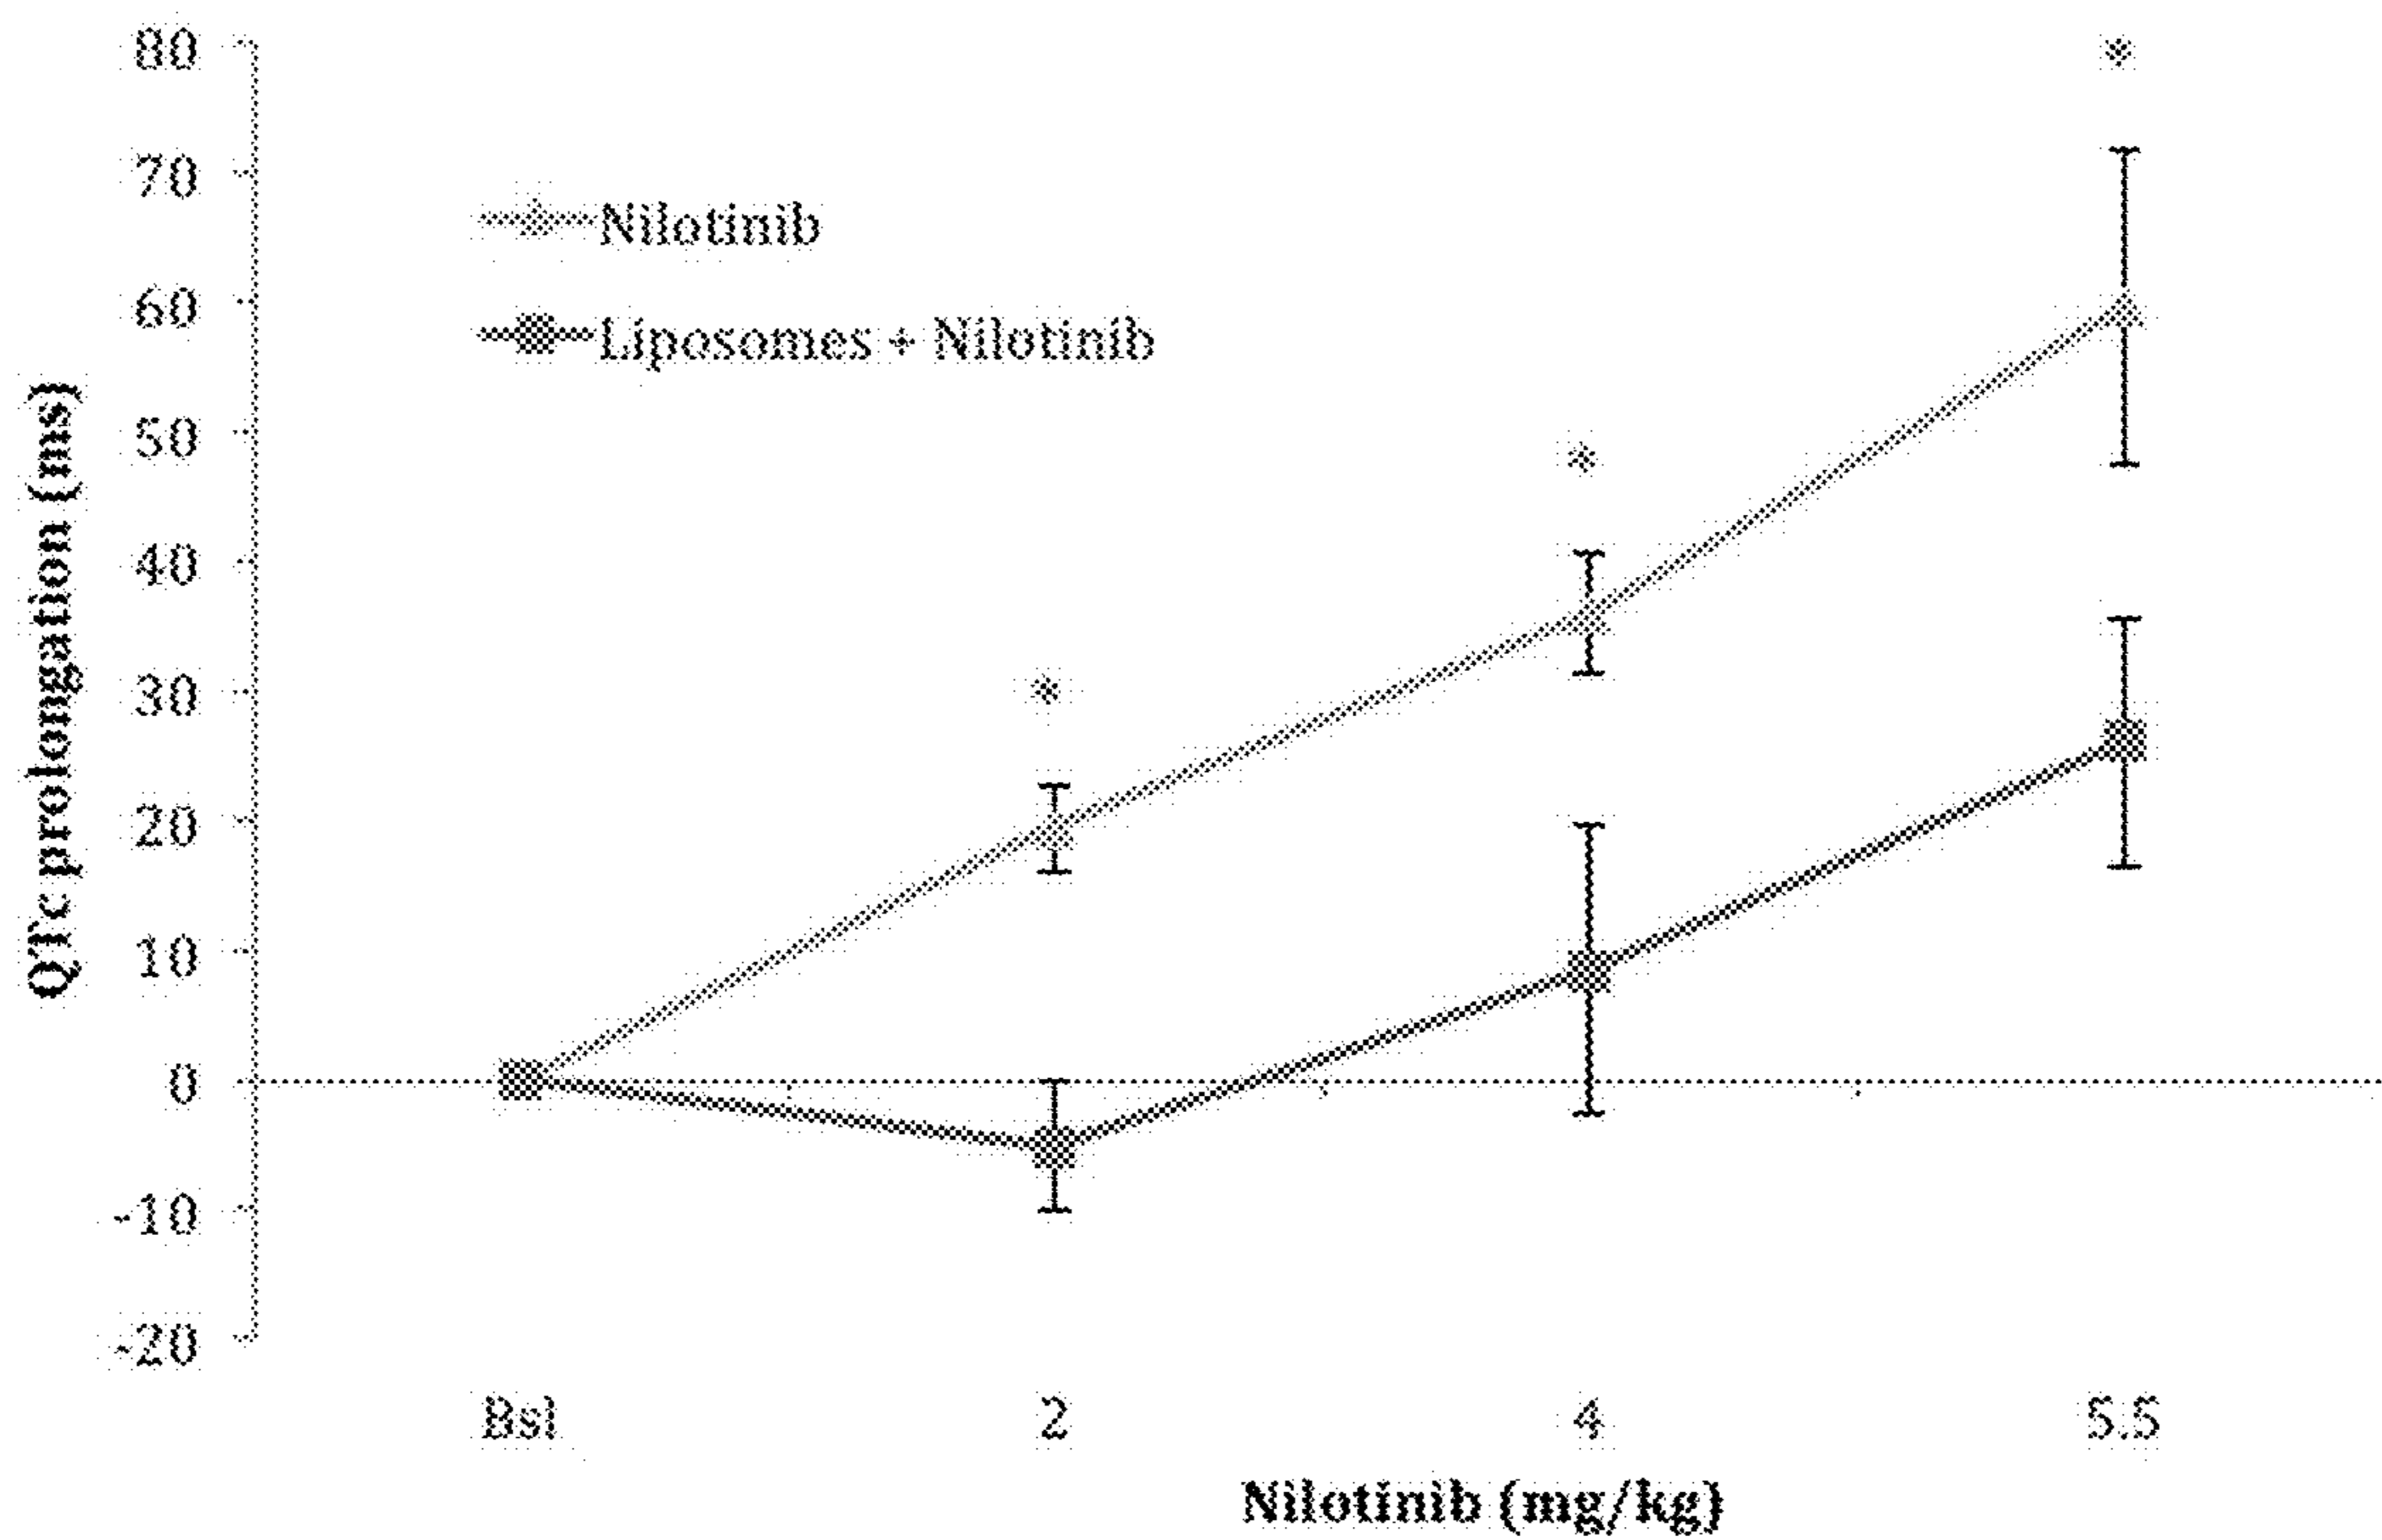 80
70
60
50
40
30
20
10
0
-10
-20
QTc prolongation (ms)
Nilotinib
Liposomes + Nilotinib
*
*
*
Bsl 2 4 5.5
Nilotinib (mg/kg)